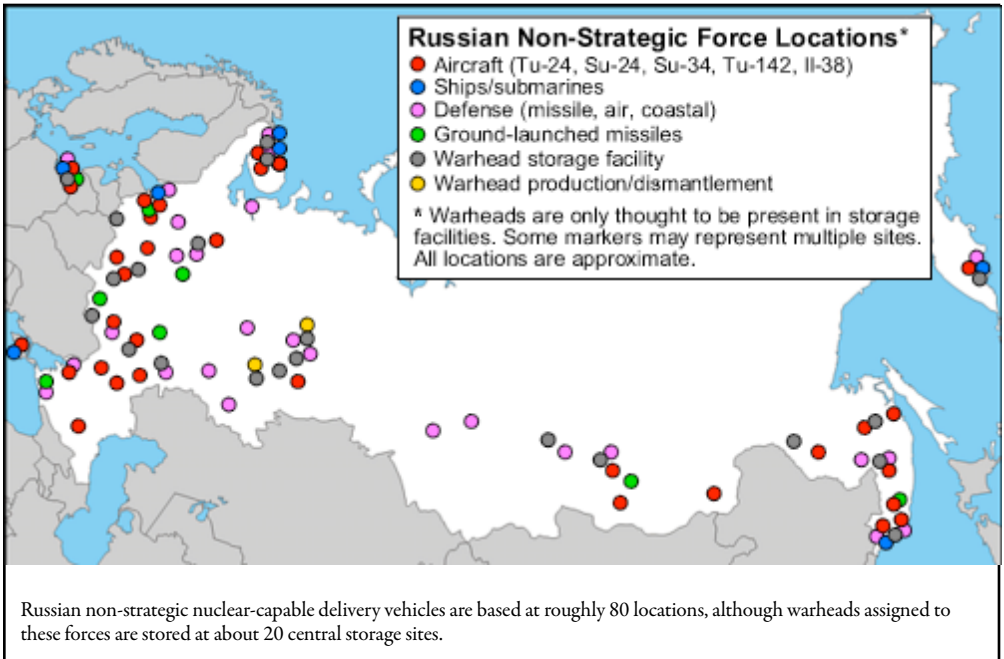 Russian Non-Strategic Force Locations*
Aircraft (Tu-24, Su-24, Su-34, Tu-142, Il-38)
Ships/submarines
Defense (missile, air, coastal)
Ground-launched missiles
Warhead storage facility
Warhead production/dismantlement
* Warheads are only thought to be present in storage
facilities. Some markers may represent multiple sites.
All locations are approximate.
Russian non-strategic nuclear-capable delivery vehicles are based at roughly 80 locations, although warheads assigned to
these forces are stored at about 20 central storage sites.